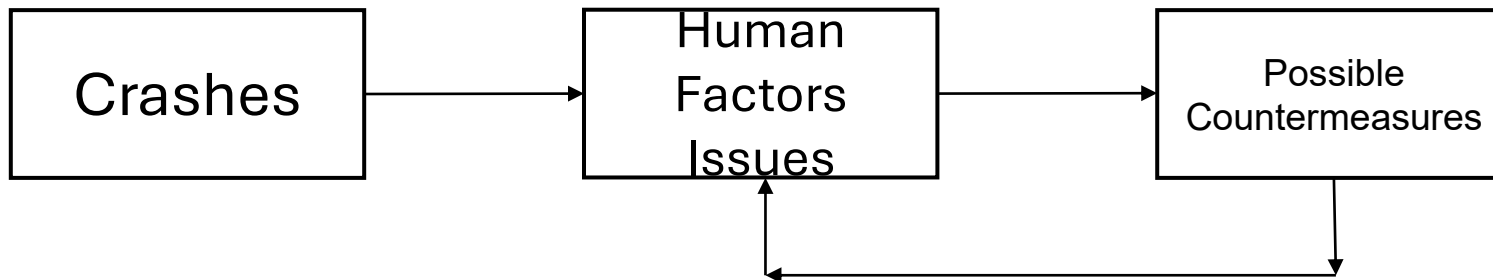 Crashes
Human
Factors
Issues
Possible
Countermeasures